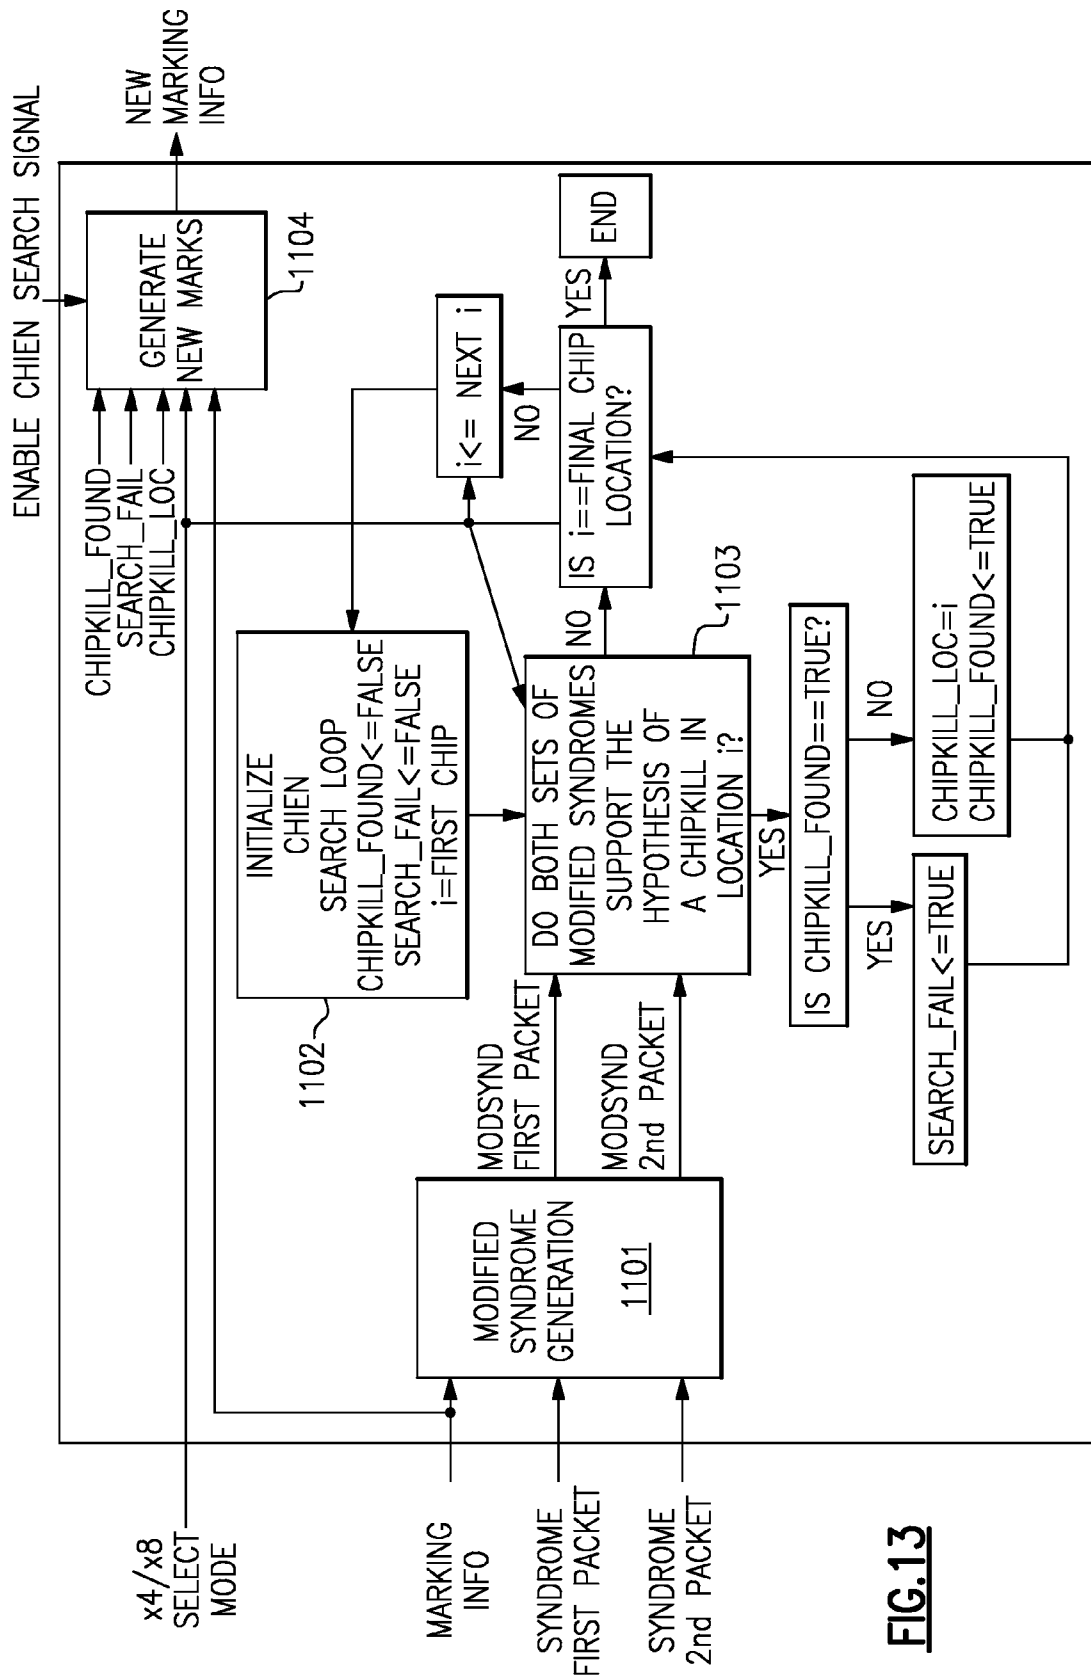 ENABLE CHIEN SEARCH SIGNAL
NEW
MARKING
INFO
CHIPKILL_FOUND
SEARCH_FAIL
CHIPKILL_LOC
GENERATE
NEW MARKS
1104
x4/x8
SELECT
MODE
INITIALIZE
CHIEN
SEARCH LOOP
CHIPKILL_FOUND<=FALSE
SEARCH_FAIL<=FALSE
i=FIRST CHIP
1102
i<= NEXT i
NO
MARKING
INFO
SYNDROME
FIRST PACKET
SYNDROME
2nd PACKET
MODIFIED
SYNDROME
GENERATION
1101
MODSYND
FIRST PACKET
MODSYND
2nd PACKET
DO BOTH SETS OF
MODIFIED SYNDROMES
SUPPORT THE
HYPOTHESIS OF
A CHIPKILL IN
LOCATION i?
1103
NO
IS i==FINAL CHIP
LOCATION?
YES
END
YES
IS CHIPKILL_FOUND==TRUE?
YES
NO
SEARCH_FAIL<=TRUE
CHIPKILL_LOC=i
CHIPKILL_FOUND<=TRUE
FIG.13